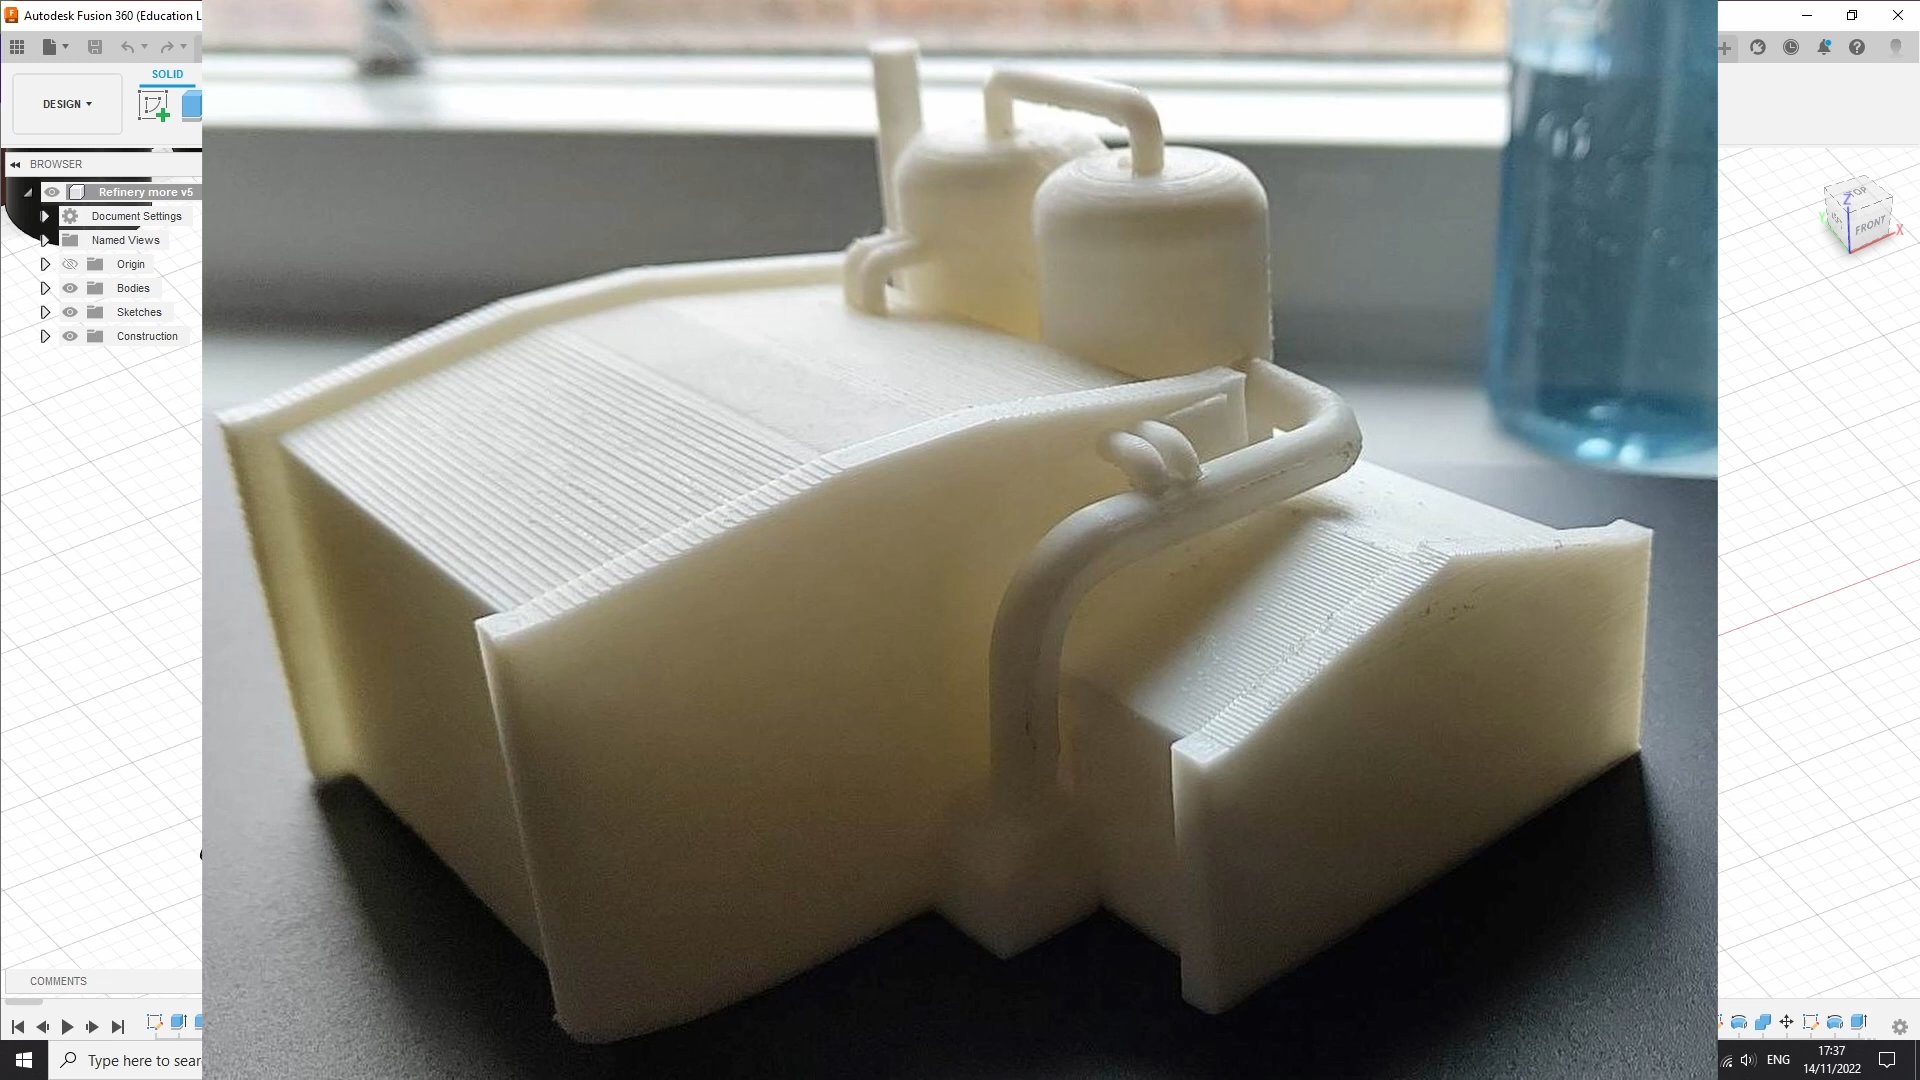 Autodesk Fusion 360 (Education L
DESIGN
SOLID
BROWSER
Refinery more v5
Document Settings
Named Views
Origin
Bodies
Sketches
Construction
TOP
FRONT
Z
X
COMMENTS
Type here to sear
ENG
17:37
14/11/2022